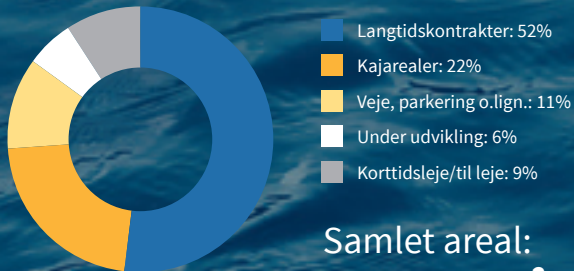 Langtidskontrakter: 52%
Kajarealer: 22%
Veje, parkering o.lign.: 11%
Under udvikling: 6%
Korttidsleje/til leje: 9%
Samlet areal: